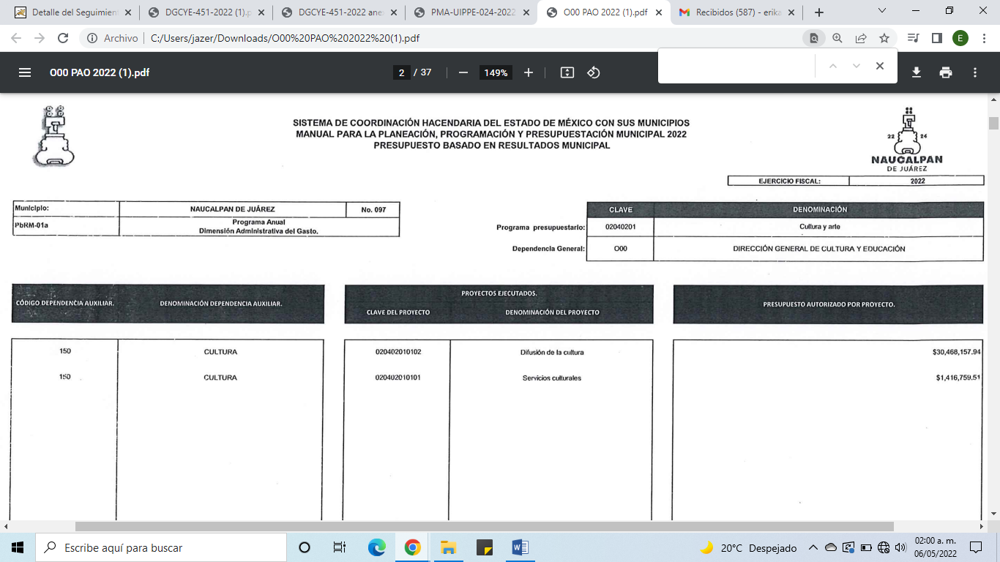 Detalle del Seguimien
DGCYE-451-2022 (1).p
DGCYE-451-2022 ane
PMA-UIPPE-024-2022
O00 PAO 2022 (1).pdf
Recibidos (587) - erika
Archivo
C:/Users/jazer/Downloads/O00%20PAO%202022%20(1).pdf
E
O00 PAO 2022 (1).pdf
2 / 37
149%
SISTEMA DE COORDINACIÓN HACENDARIA DEL ESTADO DE MÉXICO CON SUS MUNICIPIOS
MANUAL PARA LA PLANEACIÓN, PROGRAMACIÓN Y PRESUPUESTACIÓN MUNICIPAL 2022
PRESUPUESTO BASADO EN RESULTADOS MUNICIPAL
22 24
NAUCALPAN
DE JUÁREZ
EJERCICIO FISCAL: 2022
Municipio: NAUCALPAN DE JUÁREZ No. 097
PbRM-01a Programa Anual
Dimensión Administrativa del Gasto.
CLAVE DENOMINACIÓN
Programa presupuestario: 02040201 Cultura y arte
Dependencia General: O00 DIRECCIÓN GENERAL DE CULTURA Y EDUCACIÓN
CÓDIGO DEPENDENCIA AUXILIAR. DENOMINACIÓN DEPENDENCIA AUXILIAR.
PROYECTOS EJECUTADOS.
CLAVE DEL PROYECTO DENOMINACIÓN DEL PROYECTO
PRESUPUESTO AUTORIZADO POR PROYECTO.
150 CULTURA 020402010102 Difusión de la cultura $30,468,157.94
150 CULTURA 020402010101 Servicios culturales $1,416,759.51
Escribe aquí para buscar
20°C Despejado
02:00 a. m.
06/05/2022